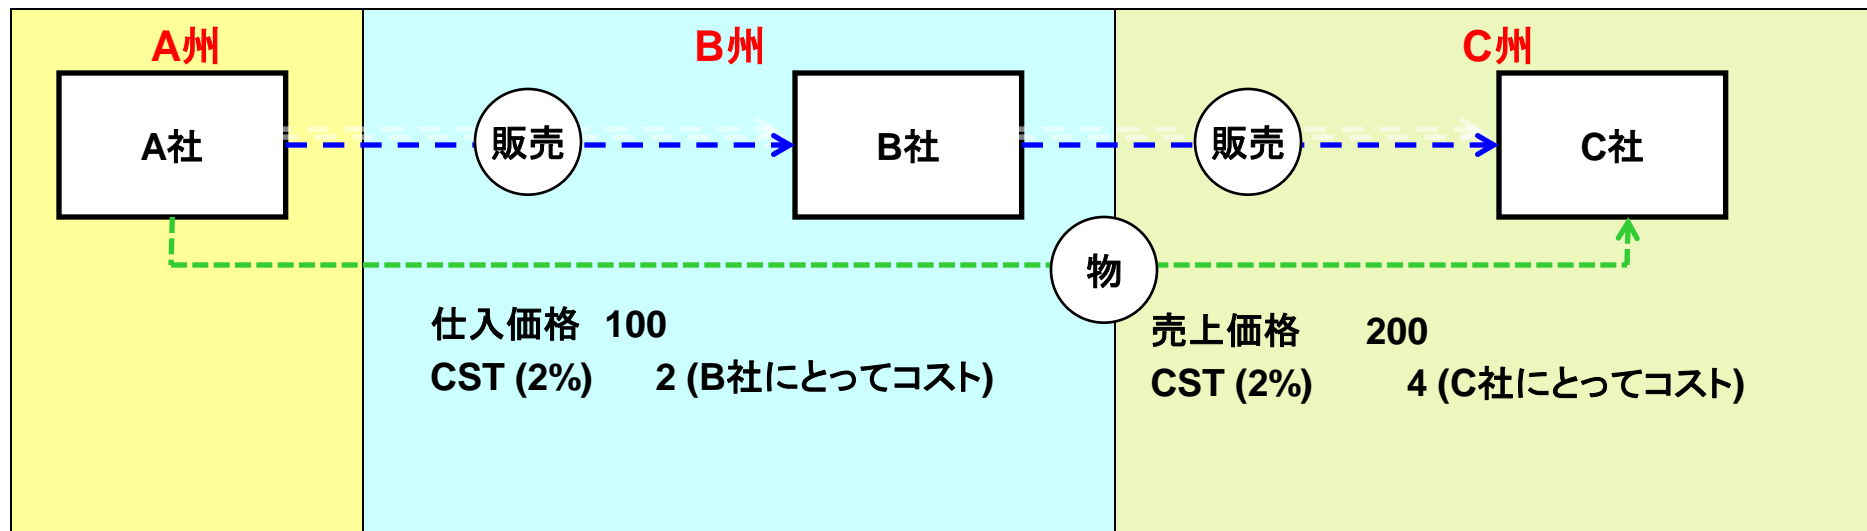 A州
B州
C州
A社
販売
B社
販売
C社
物
仕入価格 100
CST (2%) 2 (B社にとってコスト)
売上価格 200
CST (2%) 4 (C社にとってコスト)